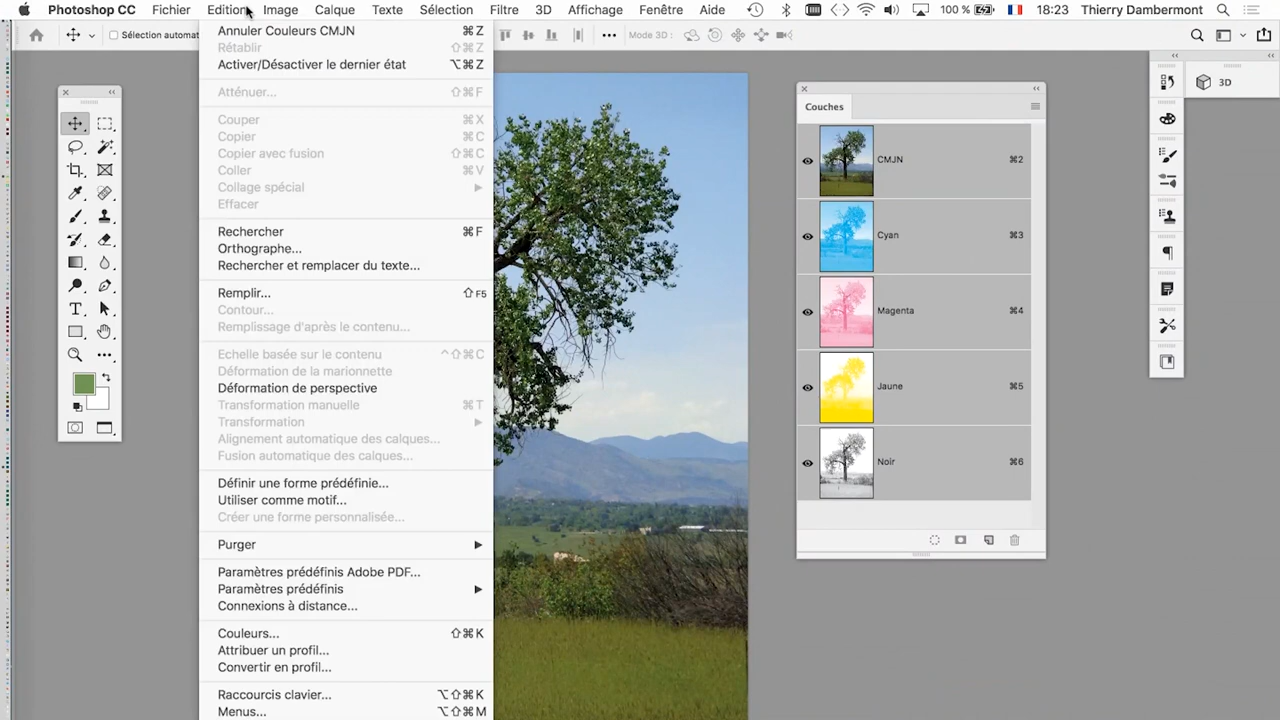 Photoshop CC Fichier Edition Image Calque Texte Sélection Filtre 3D Affichage Fenêtre Aide 100 % 18:23 Thierry Dambermont
Sélection automat
Mode 3D :
Annuler Couleurs CMJN ⌘Z
Rétablir ⇧⌘Z
Activer/Désactiver le dernier état ⌥⌘Z
Atténuer... ⇧⌘F
Couper ⌘X
Copier ⌘C
Copier avec fusion ⇧⌘C
Coller ⌘V
Collage spécial
Effacer
Rechercher ⌘F
Orthographe...
Rechercher et remplacer du texte...
Remplir... ⇧F5
Contour...
Remplissage d'après le contenu...
Echelle basée sur le contenu ^⌥⇧⌘C
Déformation de la marionnette
Déformation de perspective
Transformation manuelle ⌘T
Transformation
Alignement automatique des calques...
Fusion automatique des calques...
Définir une forme prédéfinie...
Utiliser comme motif...
Créer une forme personnalisée...
Purger
Paramètres prédéfinis Adobe PDF...
Paramètres prédéfinis
Connexions à distance...
Couleurs... ⇧⌘K
Attribuer un profil...
Convertir en profil...
Raccourcis clavier... ⌥⇧⌘K
Menus... ⌥⇧⌘M
Couches
CMJN ⌘2
Cyan ⌘3
Magenta ⌘4
Jaune ⌘5
Noir ⌘6
3D